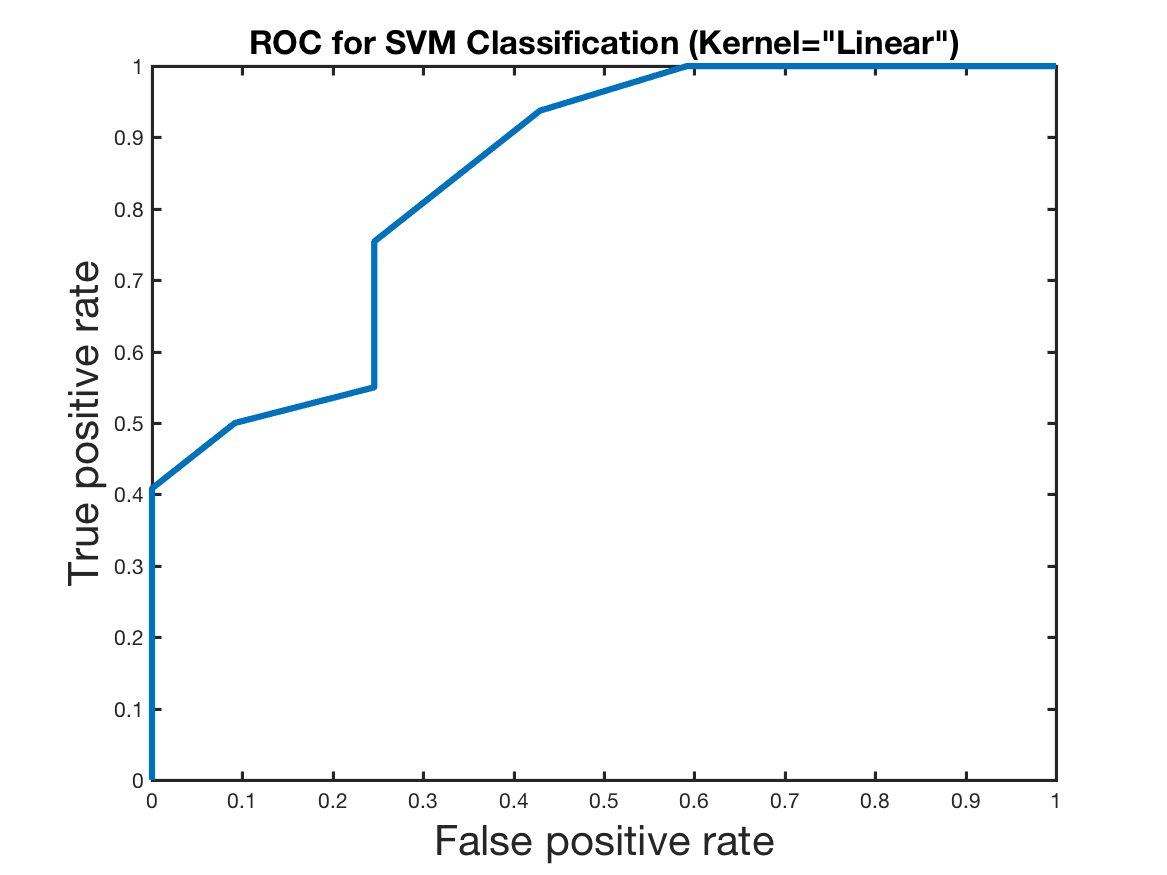 ROC for SVM Classification (Kernel="Linear")
1
0.9
0.8
0.7
0.6
0.5
0.4
0.3
0.2
0.1
0
True positive rate
0 0.1 0.2 0.3 0.4 0.5 0.6 0.7 0.8 0.9 1
False positive rate